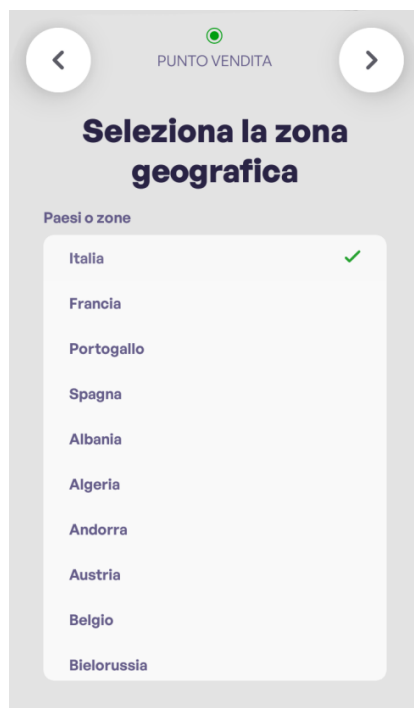 PUNTO VENDITA
Seleziona la zona
geografica
Paesi o zone
Italia
Francia
Portogallo
Spagna
Albania
Algeria
Andorra
Austria
Belgio
Bielorussia